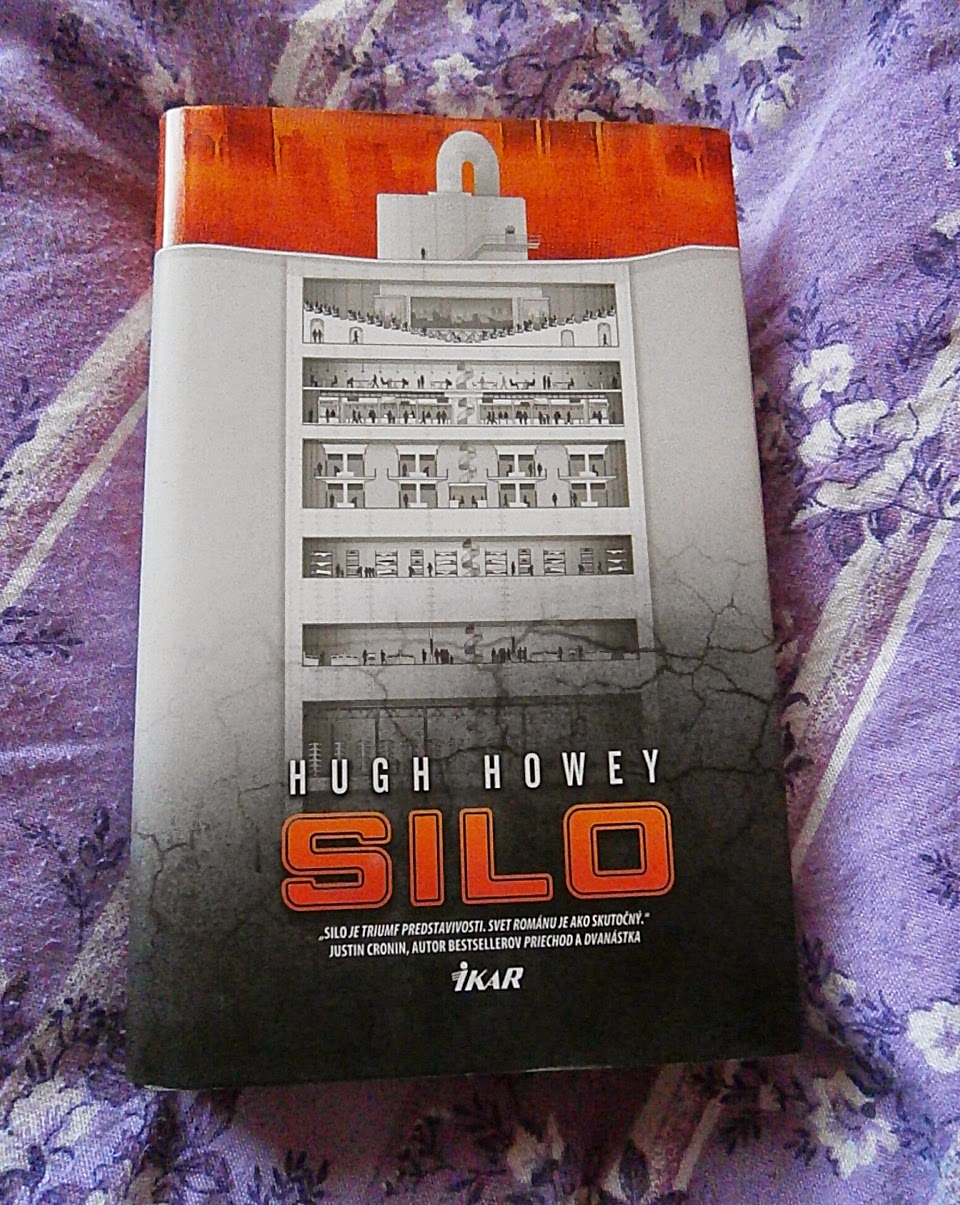 HUGH HOWEY
SILO
„SILO JE TRIUMF PREDSTAVIVOSTI. SVET ROMÁNU JE AKO SKUTOČNÝ.“
JUSTIN CRONIN, AUTOR BESTSELLEROV PRIECHOD A DVANÁSTKA
IKAR